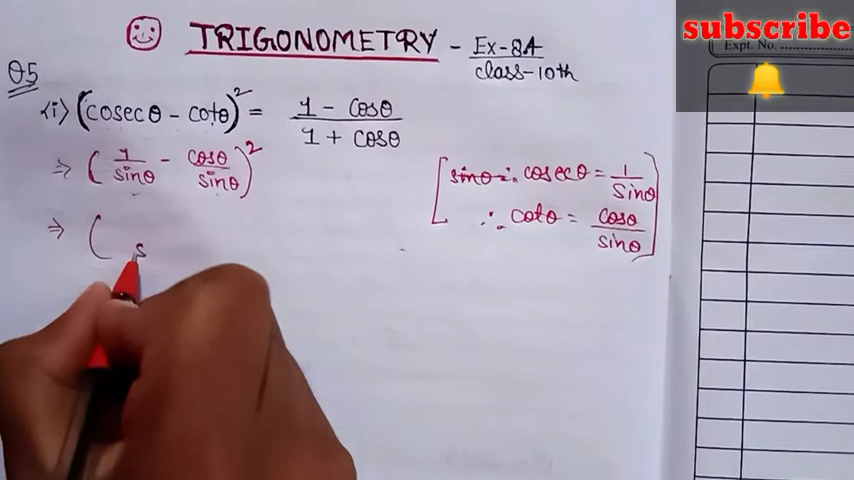 subscribe
TRIGONOMETRY - Ex-8A
class-10th
Expt. No.
Q5
(i) (cosecθ - cotθ)² = 1 - cosθ / 1 + cosθ
⇒ (1/sinθ - cosθ/sinθ)²
[sinθ = ∴ cosecθ = 1/sinθ
∴ cotθ = cosθ/sinθ]
⇒ ( s